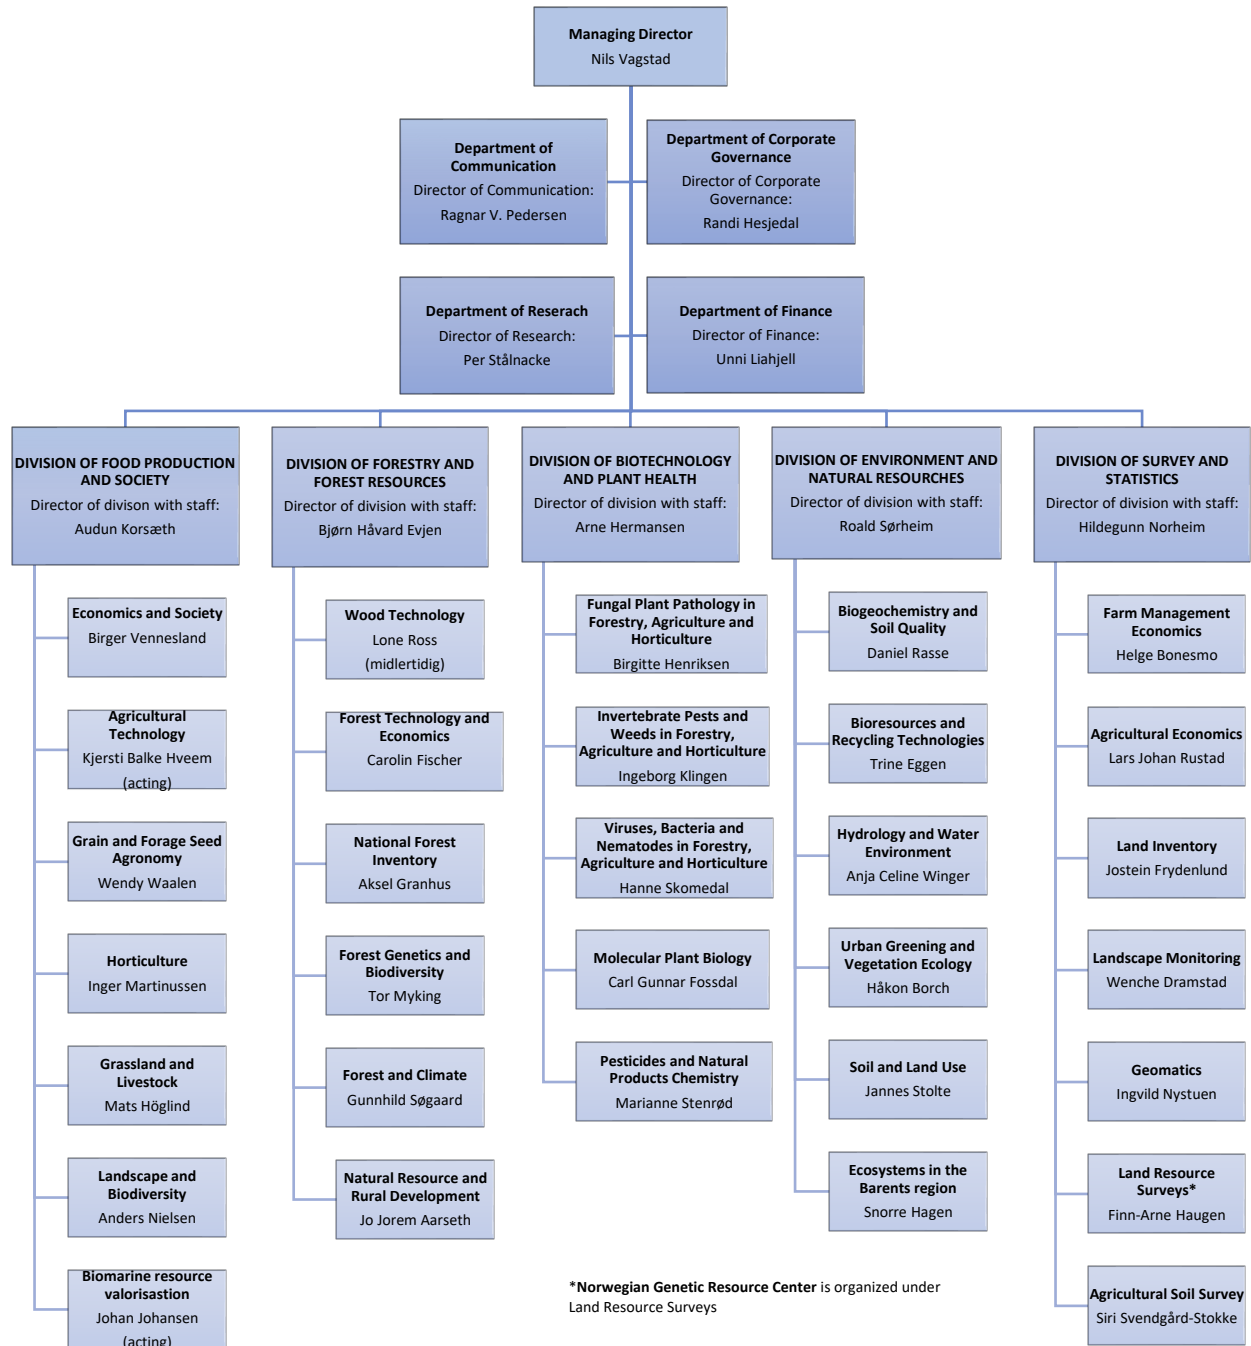 Managing Director
Nils Vagstad
Department of
Communication
Director of Communication:
Ragnar V. Pedersen
Department of Corporate
Governance
Director of Corporate
Governance:
Randi Hesjedal
Department of Reserach
Director of Research:
Per Stålnacke
Department of Finance
Director of Finance:
Unni Liahjell
DIVISION OF FOOD PRODUCTION
AND SOCIETY
Director of divison with staff:
Audun Korsæth
Economics and Society
Birger Vennesland
Agricultural
Technology
Kjersti Balke Hveem
(acting)
Grain and Forage Seed
Agronomy
Wendy Waalen
Horticulture
Inger Martinussen
Grassland and
Livestock
Mats Höglind
Landscape and
Biodiversity
Anders Nielsen
Biomarine resource
valorisastion
Johan Johansen
(acting)
DIVISION OF FORESTRY AND
FOREST RESOURCES
Director of division with staff:
Bjørn Håvard Evjen
Wood Technology
Lone Ross
(midlertidig)
Forest Technology and
Economics
Carolin Fischer
National Forest
Inventory
Aksel Granhus
Forest Genetics and
Biodiversity
Tor Myking
Forest and Climate
Gunnhild Søgaard
Natural Resource and
Rural Development
Jo Jorem Aarseth
DIVISION OF BIOTECHNOLOGY
AND PLANT HEALTH
Director of division with staff:
Arne Hermansen
Fungal Plant Pathology in
Forestry, Agriculture and
Horticulture
Birgitte Henriksen
Invertebrate Pests and
Weeds in Forestry,
Agriculture and Horticulture
Ingeborg Klingen
Viruses, Bacteria and
Nematodes in Forestry,
Agriculture and Horticulture
Hanne Skomedal
Molecular Plant Biology
Carl Gunnar Fossdal
Pesticides and Natural
Products Chemistry
Marianne Stenrød
DIVISION OF ENVIRONMENT AND
NATURAL RESOURCHES
Director of division with staff:
Roald Sørheim
Biogeochemistry and
Soil Quality
Daniel Rasse
Bioresources and
Recycling Technologies
Trine Eggen
Hydrology and Water
Environment
Anja Celine Winger
Urban Greening and
Vegetation Ecology
Håkon Borch
Soil and Land Use
Jannes Stolte
Ecosystems in the
Barents region
Snorre Hagen
DIVISION OF SURVEY AND
STATISTICS
Director of division with staff:
Hildegunn Norheim
Farm Management
Economics
Helge Bonesmo
Agricultural Economics
Lars Johan Rustad
Land Inventory
Jostein Frydenlund
Landscape Monitoring
Wenche Dramstad
Geomatics
Ingvild Nystuen
Land Resource
Surveys*
Finn-Arne Haugen
Agricultural Soil Survey
Siri Svendgård-Stokke
*Norwegian Genetic Resource Center is organized under
Land Resource Surveys